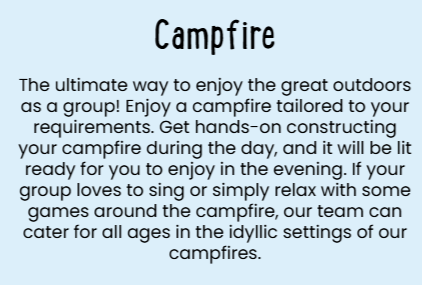 Campfire
The ultimate way to enjoy the great outdoors
as a group! Enjoy a campfire tailored to your
requirements. Get hands-on constructing
your campfire during the day, and it will be lit
ready for you to enjoy in the evening. If your
group loves to sing or simply relax with some
games around the campfire, our team can
cater for all ages in the idyllic settings of our
campfires.